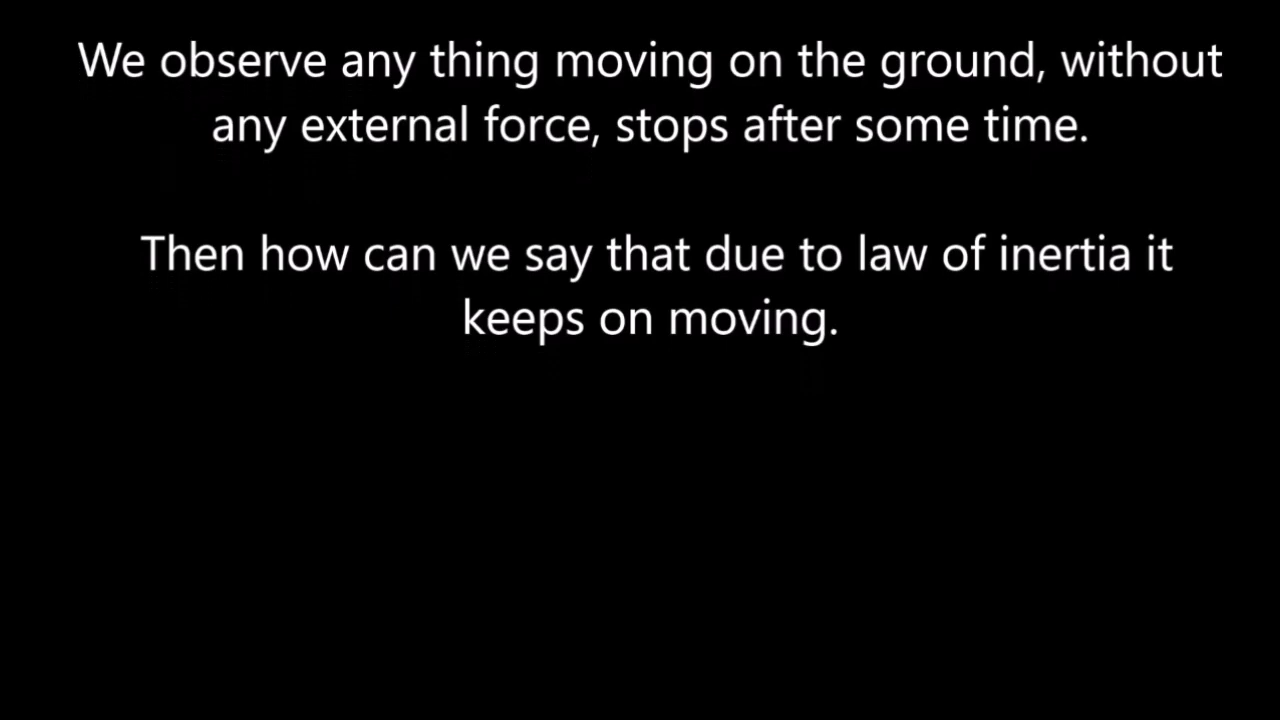 We observe any thing moving on the ground, without
any external force, stops after some time.
Then how can we say that due to law of inertia it
keeps on moving.